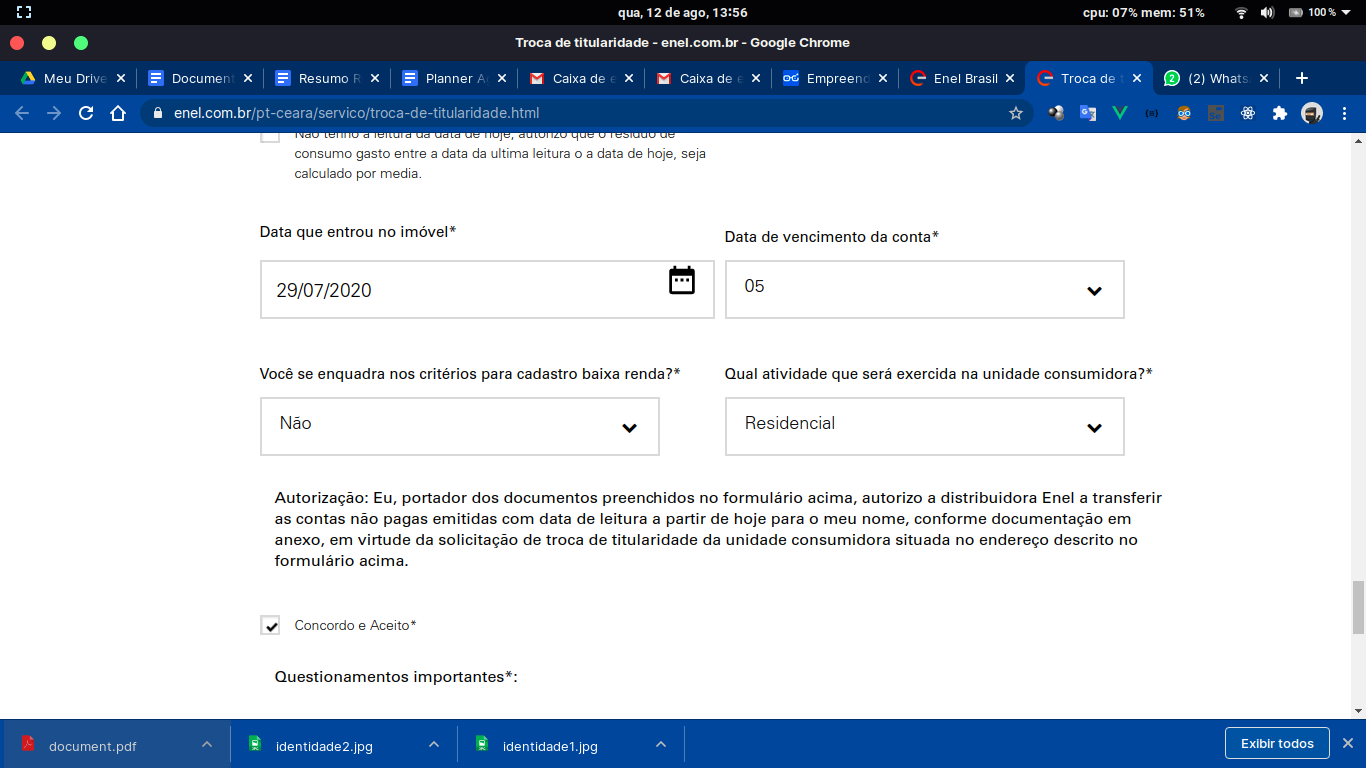 qua, 12 de ago, 13:56
cpu: 07% mem: 51%
100%
Troca de titularidade - enel.com.br - Google Chrome
Meu Drive
Document
Resumo R
Planner A
Caixa de e
Caixa de e
Empreend
Enel Brasil
Troca de t
(2) Whats
enel.com.br/pt-ceara/servico/troca-de-titularidade.html
Não tenho a leitura da data de hoje, autorizo que o resíduo de
consumo gasto entre a data da ultima leitura o a data de hoje, seja
calculado por media.
Data que entrou no imóvel*
Data de vencimento da conta*
29/07/2020
05
Você se enquadra nos critérios para cadastro baixa renda?*
Qual atividade que será exercida na unidade consumidora?*
Não
Residencial
Autorização: Eu, portador dos documentos preenchidos no formulário acima, autorizo a distribuidora Enel a transferir
as contas não pagas emitidas com data de leitura a partir de hoje para o meu nome, conforme documentação em
anexo, em virtude da solicitação de troca de titularidade da unidade consumidora situada no endereço descrito no
formulário acima.
Concordo e Aceito*
Questionamentos importantes*:
document.pdf
identidade2.jpg
identidade1.jpg
Exibir todos